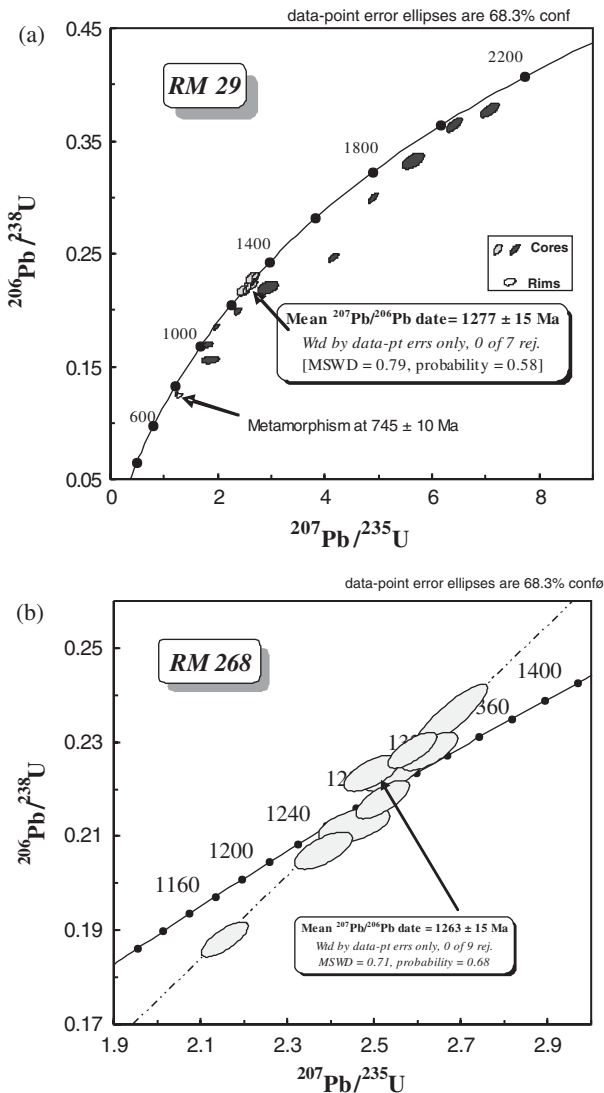 data-point error ellipses are 68.3% conf
(a)
RM 29
0.45
0.35
0.25
0.15
0.05
206Pb/238U
2200
1800
1400
1000
600
Cores
Rims
Mean 207Pb/206Pb date= 1277 ± 15 Ma
Wtd by data-pt errs only, 0 of 7 rej.
[MSWD = 0.79, probability = 0.58]
Metamorphism at 745 ± 10 Ma
0 2 4 6 8
207Pb/235U
data-point error ellipses are 68.3% confø
(b)
RM 268
0.25
0.23
0.21
0.19
0.17
206Pb/238U
1400
1240
1200
1160
Mean 207Pb/206Pb date = 1263 ± 15 Ma
Wtd by data-pt errs only, 0 of 9 rej.
MSWD = 0.71, probability = 0.68
1.9 2.1 2.3 2.5 2.7 2.9
207Pb/235U